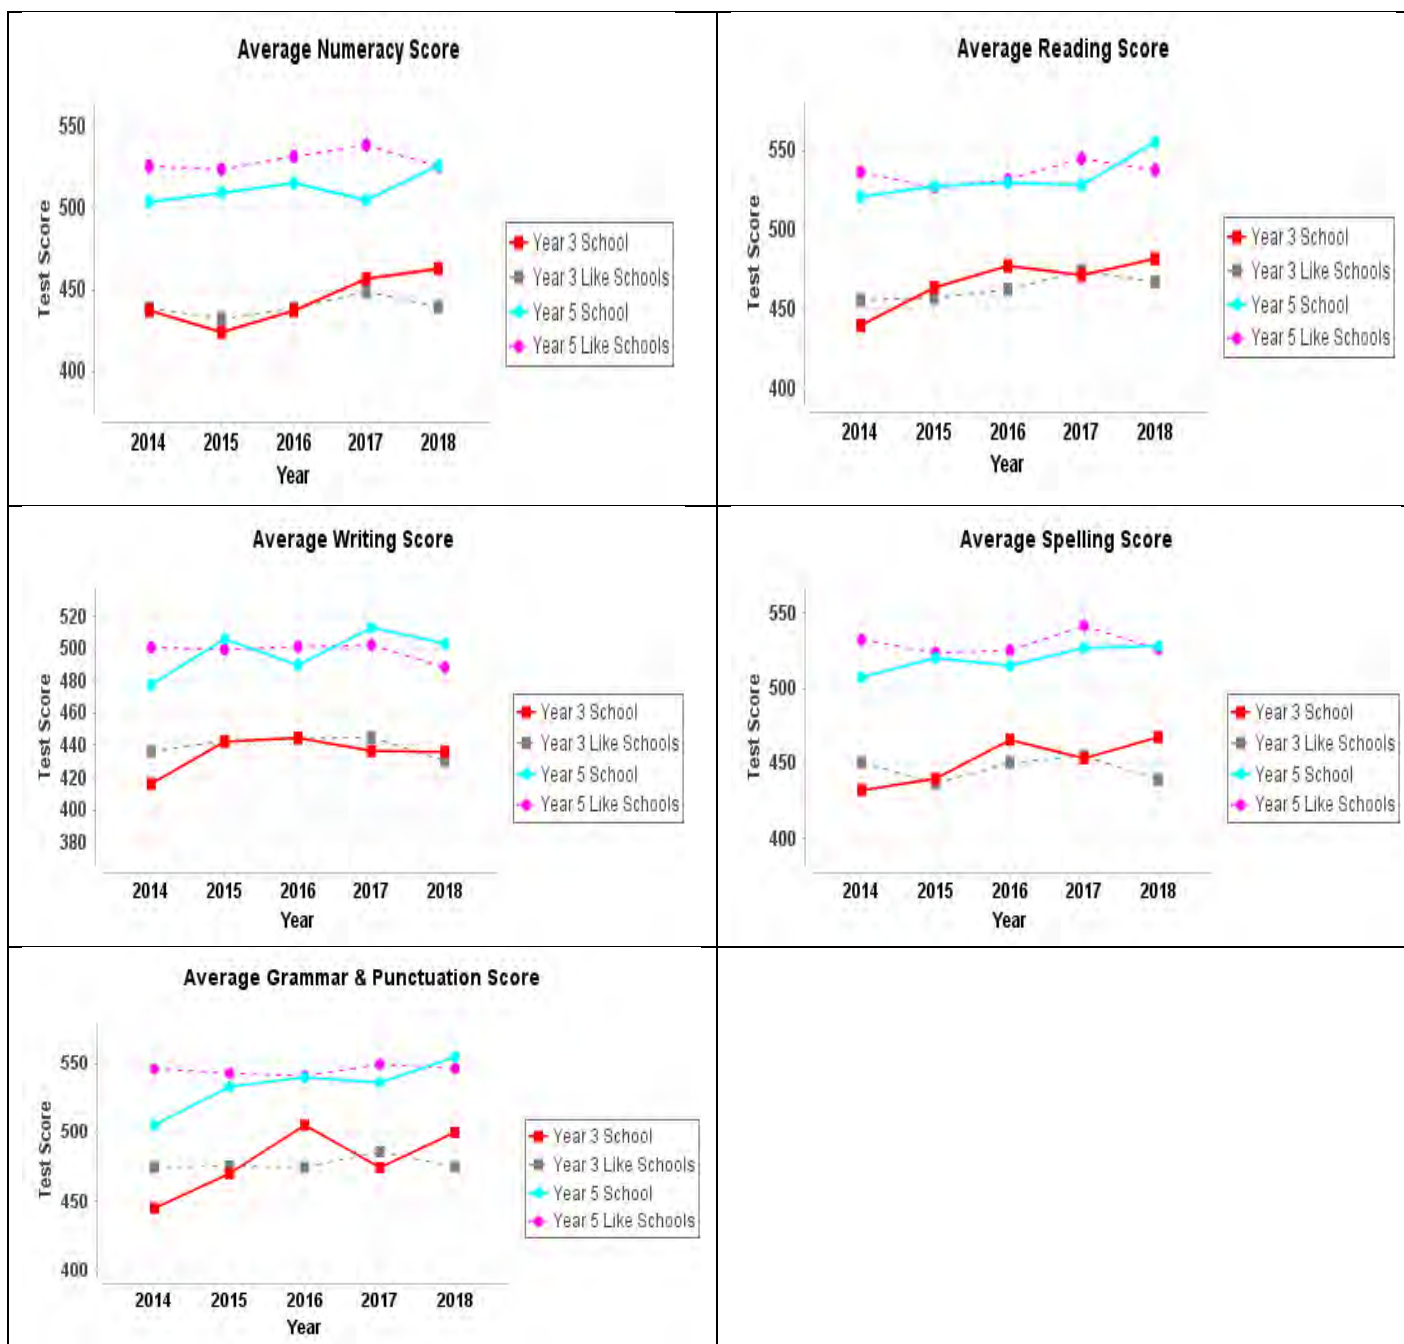 Average Numeracy Score
550
500
450
400
Test Score
2014 2015 2016 2017 2018
Year
Year 3 School
Year 3 Like Schools
Year 5 School
Year 5 Like Schools
Average Reading Score
550
500
450
400
Test Score
2014 2015 2016 2017 2018
Year
Year 3 School
Year 3 Like Schools
Year 5 School
Year 5 Like Schools
Average Writing Score
520
500
480
460
440
420
400
380
Test Score
2014 2015 2016 2017 2018
Year
Year 3 School
Year 3 Like Schools
Year 5 School
Year 5 Like Schools
Average Spelling Score
550
500
450
400
Test Score
2014 2015 2016 2017 2018
Year
Year 3 School
Year 3 Like Schools
Year 5 School
Year 5 Like Schools
Average Grammar & Punctuation Score
550
500
450
400
Test Score
2014 2015 2016 2017 2018
Year
Year 3 School
Year 3 Like Schools
Year 5 School
Year 5 Like Schools